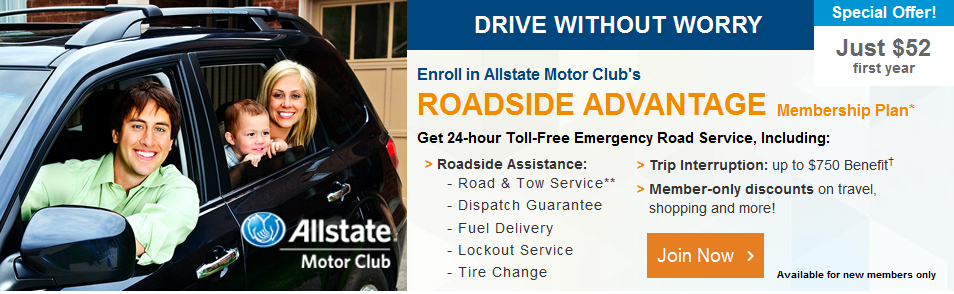 DRIVE WITHOUT WORRY
Special Offer!
Just $52
first year
Enroll in Allstate Motor Club's
ROADSIDE ADVANTAGE Membership Plan*
Get 24-hour Toll-Free Emergency Road Service, Including:
> Roadside Assistance:
- Road & Tow Service**
- Dispatch Guarantee
- Fuel Delivery
- Lockout Service
- Tire Change
> Trip Interruption: up to $750 Benefit†
> Member-only discounts on travel,
shopping and more!
Join Now >
Available for new members only
Allstate®
Motor Club